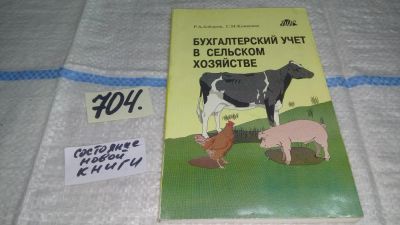 БУХГАЛТЕРСКИЙ УЧЕТ
В СЕЛЬСКОМ
ХОЗЯЙСТВЕ
704.
состояние
новой
книги